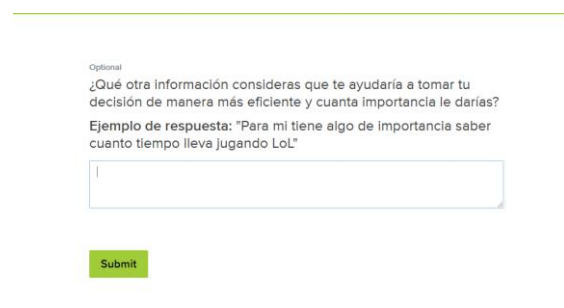 Optional
¿Qué otra información consideras que te ayudaría a tomar tu
decisión de manera más eficiente y cuanta importancia le darías?
Ejemplo de respuesta: "Para mi tiene algo de importancia saber
cuanto tiempo lleva jugando LoL"
Submit